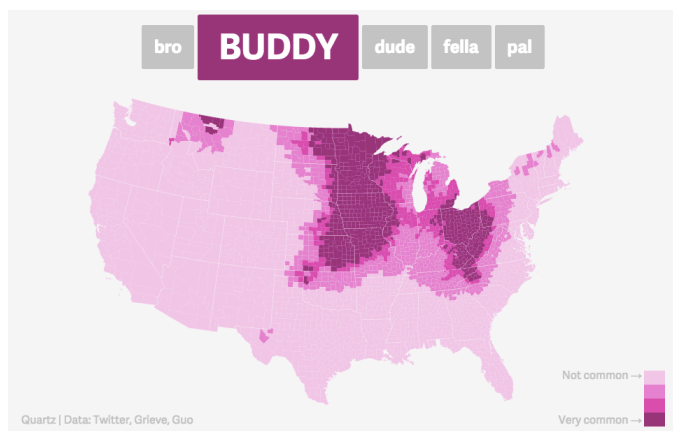 bro BUDDY dude fella pal
Not common →
Very common →
Quartz | Data: Twitter, Grieve, Guo